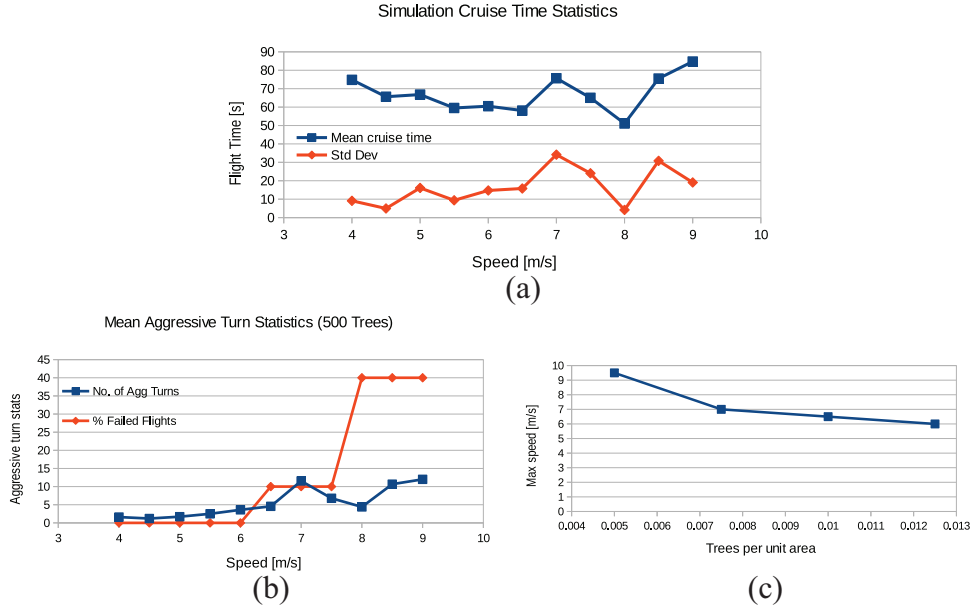 Simulation Cruise Time Statistics
90
80
70
60
50
40
30
20
10
0
Flight Time [s]
Mean cruise time
Std Dev
3 4 5 6 7 8 9 10
Speed [m/s]
(a)
Mean Aggressive Turn Statistics (500 Trees)
45
40
35
30
25
20
15
10
5
0
Aggressive turn stats
No. of Agg Turns
% Failed Flights
3 4 5 6 7 8 9 10
Speed [m/s]
(b)
10
9
8
7
6
5
4
3
2
1
0
Max speed [m/s]
0.004 0.005 0.006 0.007 0.008 0.009 0.01 0.011 0.012 0.013
Trees per unit area
(c)